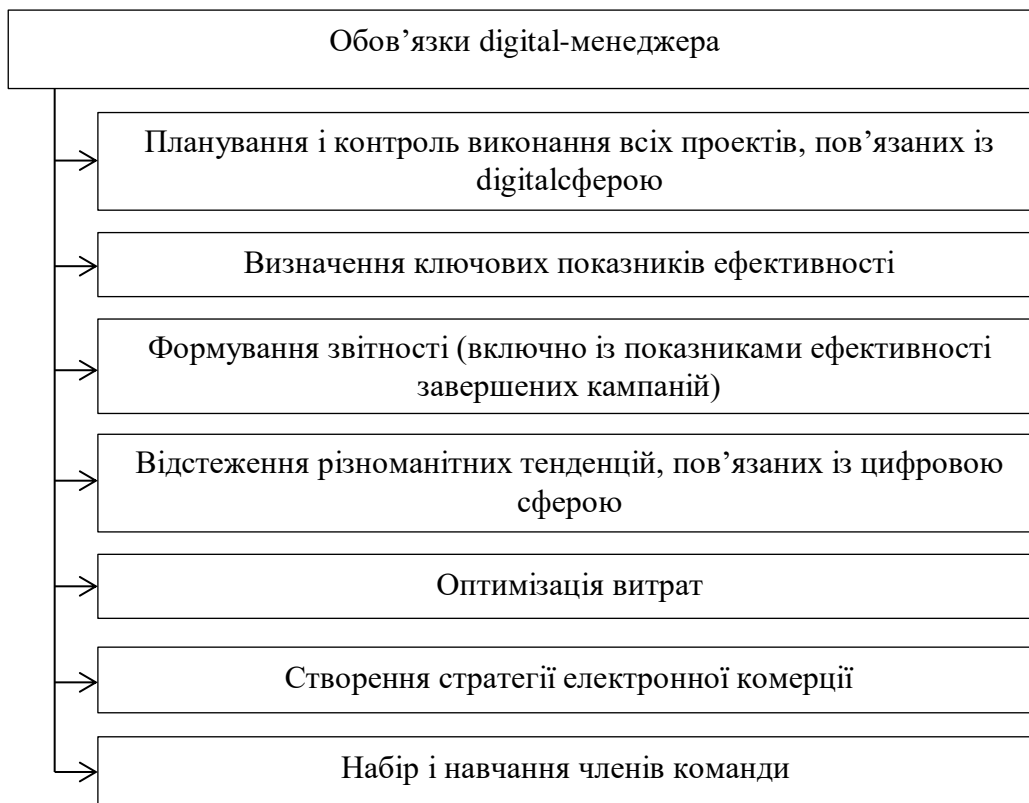 Обов’язки digital-менеджера
Планування і контроль виконання всіх проектів, пов’язаних із
digitalсферою
Визначення ключових показників ефективності
Формування звітності (включно із показниками ефективності
завершених кампаній)
Відстеження різноманітних тенденцій, пов’язаних із цифровою
сферою
Оптимізація витрат
Створення стратегії електронної комерції
Набір і навчання членів команди